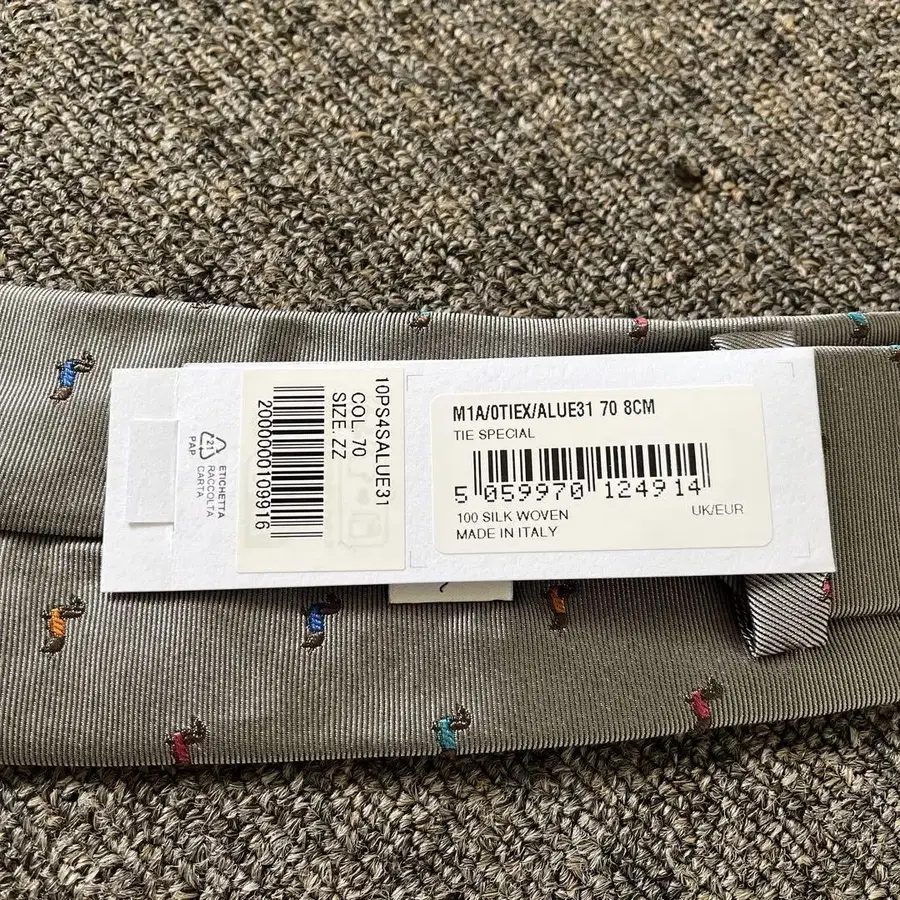 ETICHETTA
RACCOLTA
CARTA
21
PAP
10PS4SALUE31
COL. 70
SIZE. ZZ
2000000109916
M1A/0TIEX/ALUE31 70 8CM
TIE SPECIAL
5 059970 124914
100 SILK WOVEN
UK/EUR
MADE IN ITALY